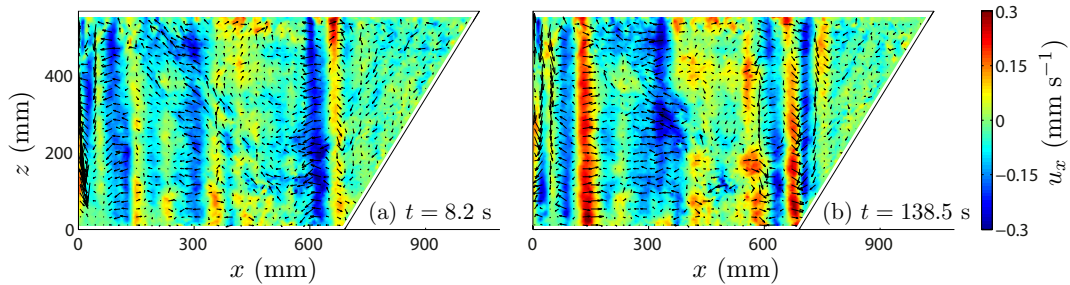 z (mm)
400
200
0
0 300 600 900
x (mm)
(a) t = 8.2 s
0 300 600 900
x (mm)
(b) t = 138.5 s
0.3
0.15
0
−0.15
−0.3
u_x (mm s⁻¹)